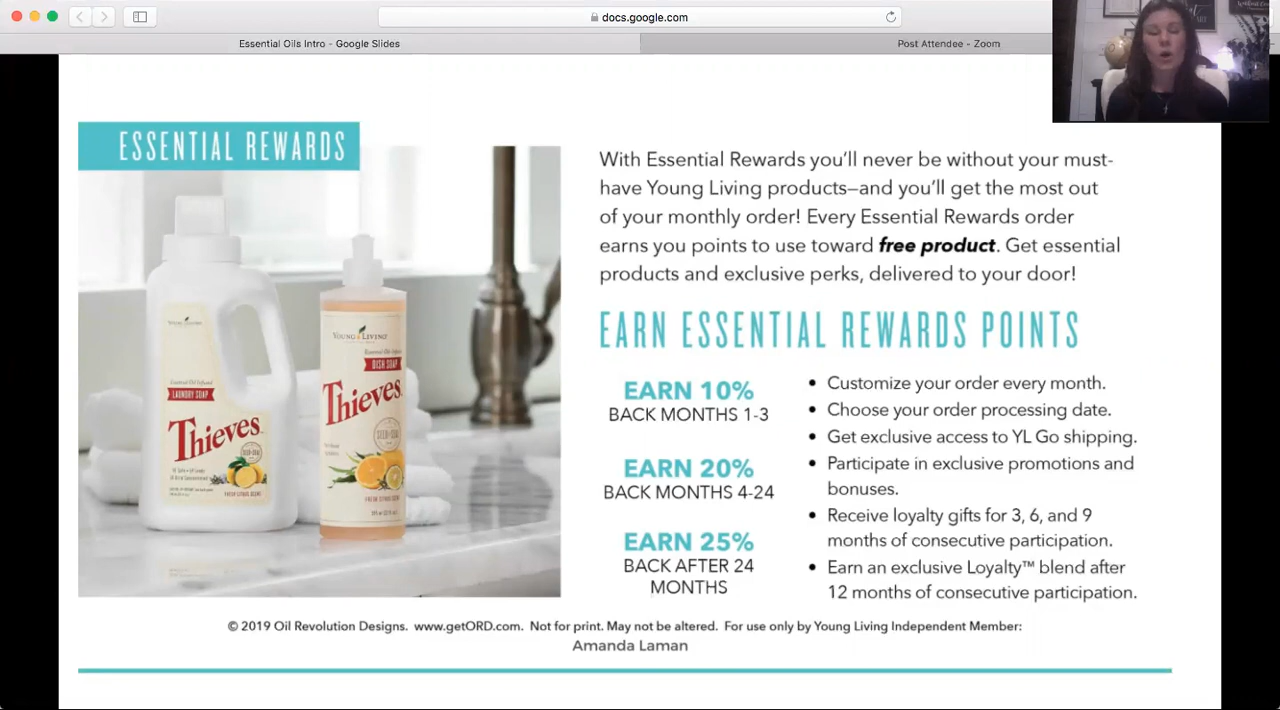 docs.google.com
Essential Oils Intro - Google Slides
Post Attendee - Zoom
ESSENTIAL REWARDS
With Essential Rewards you'll never be without your must-
have Young Living products—and you'll get the most out
of your monthly order! Every Essential Rewards order
earns you points to use toward free product. Get essential
products and exclusive perks, delivered to your door!
EARN ESSENTIAL REWARDS POINTS
EARN 10%
BACK MONTHS 1-3
EARN 20%
BACK MONTHS 4-24
EARN 25%
BACK AFTER 24
MONTHS
• Customize your order every month.
• Choose your order processing date.
• Get exclusive access to YL Go shipping.
• Participate in exclusive promotions and
bonuses.
• Receive loyalty gifts for 3, 6, and 9
months of consecutive participation.
• Earn an exclusive Loyalty™ blend after
12 months of consecutive participation.
YOUNG LIVING
LAUNDRY SOAP
Thieves
YOUNG LIVING
DISH SOAP
Thieves
© 2019 Oil Revolution Designs. www.getORD.com. Not for print. May not be altered. For use only by Young Living Independent Member:
Amanda Laman